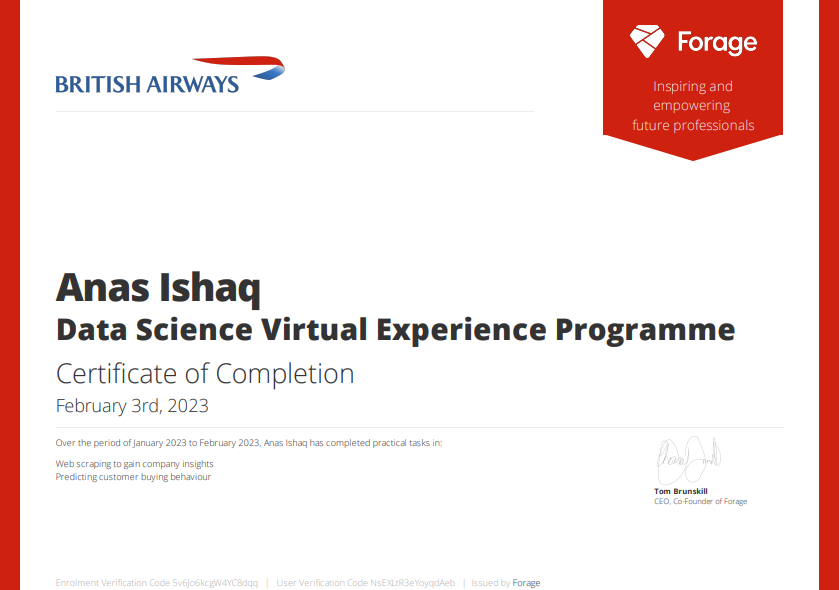 BRITISH AIRWAYS
Forage
Inspiring and
empowering
future professionals
Anas Ishaq
Data Science Virtual Experience Programme
Certificate of Completion
February 3rd, 2023
Over the period of January 2023 to February 2023, Anas Ishaq has completed practical tasks in:
Web scraping to gain company insights
Predicting customer buying behaviour
Tom Brunskill
CEO, Co-Founder of Forage
Enrolment Verification Code 5v6Jo6kcgW4YC8dqq | User Verification Code NsEXLtR3eYoyqdAeb | Issued by Forage